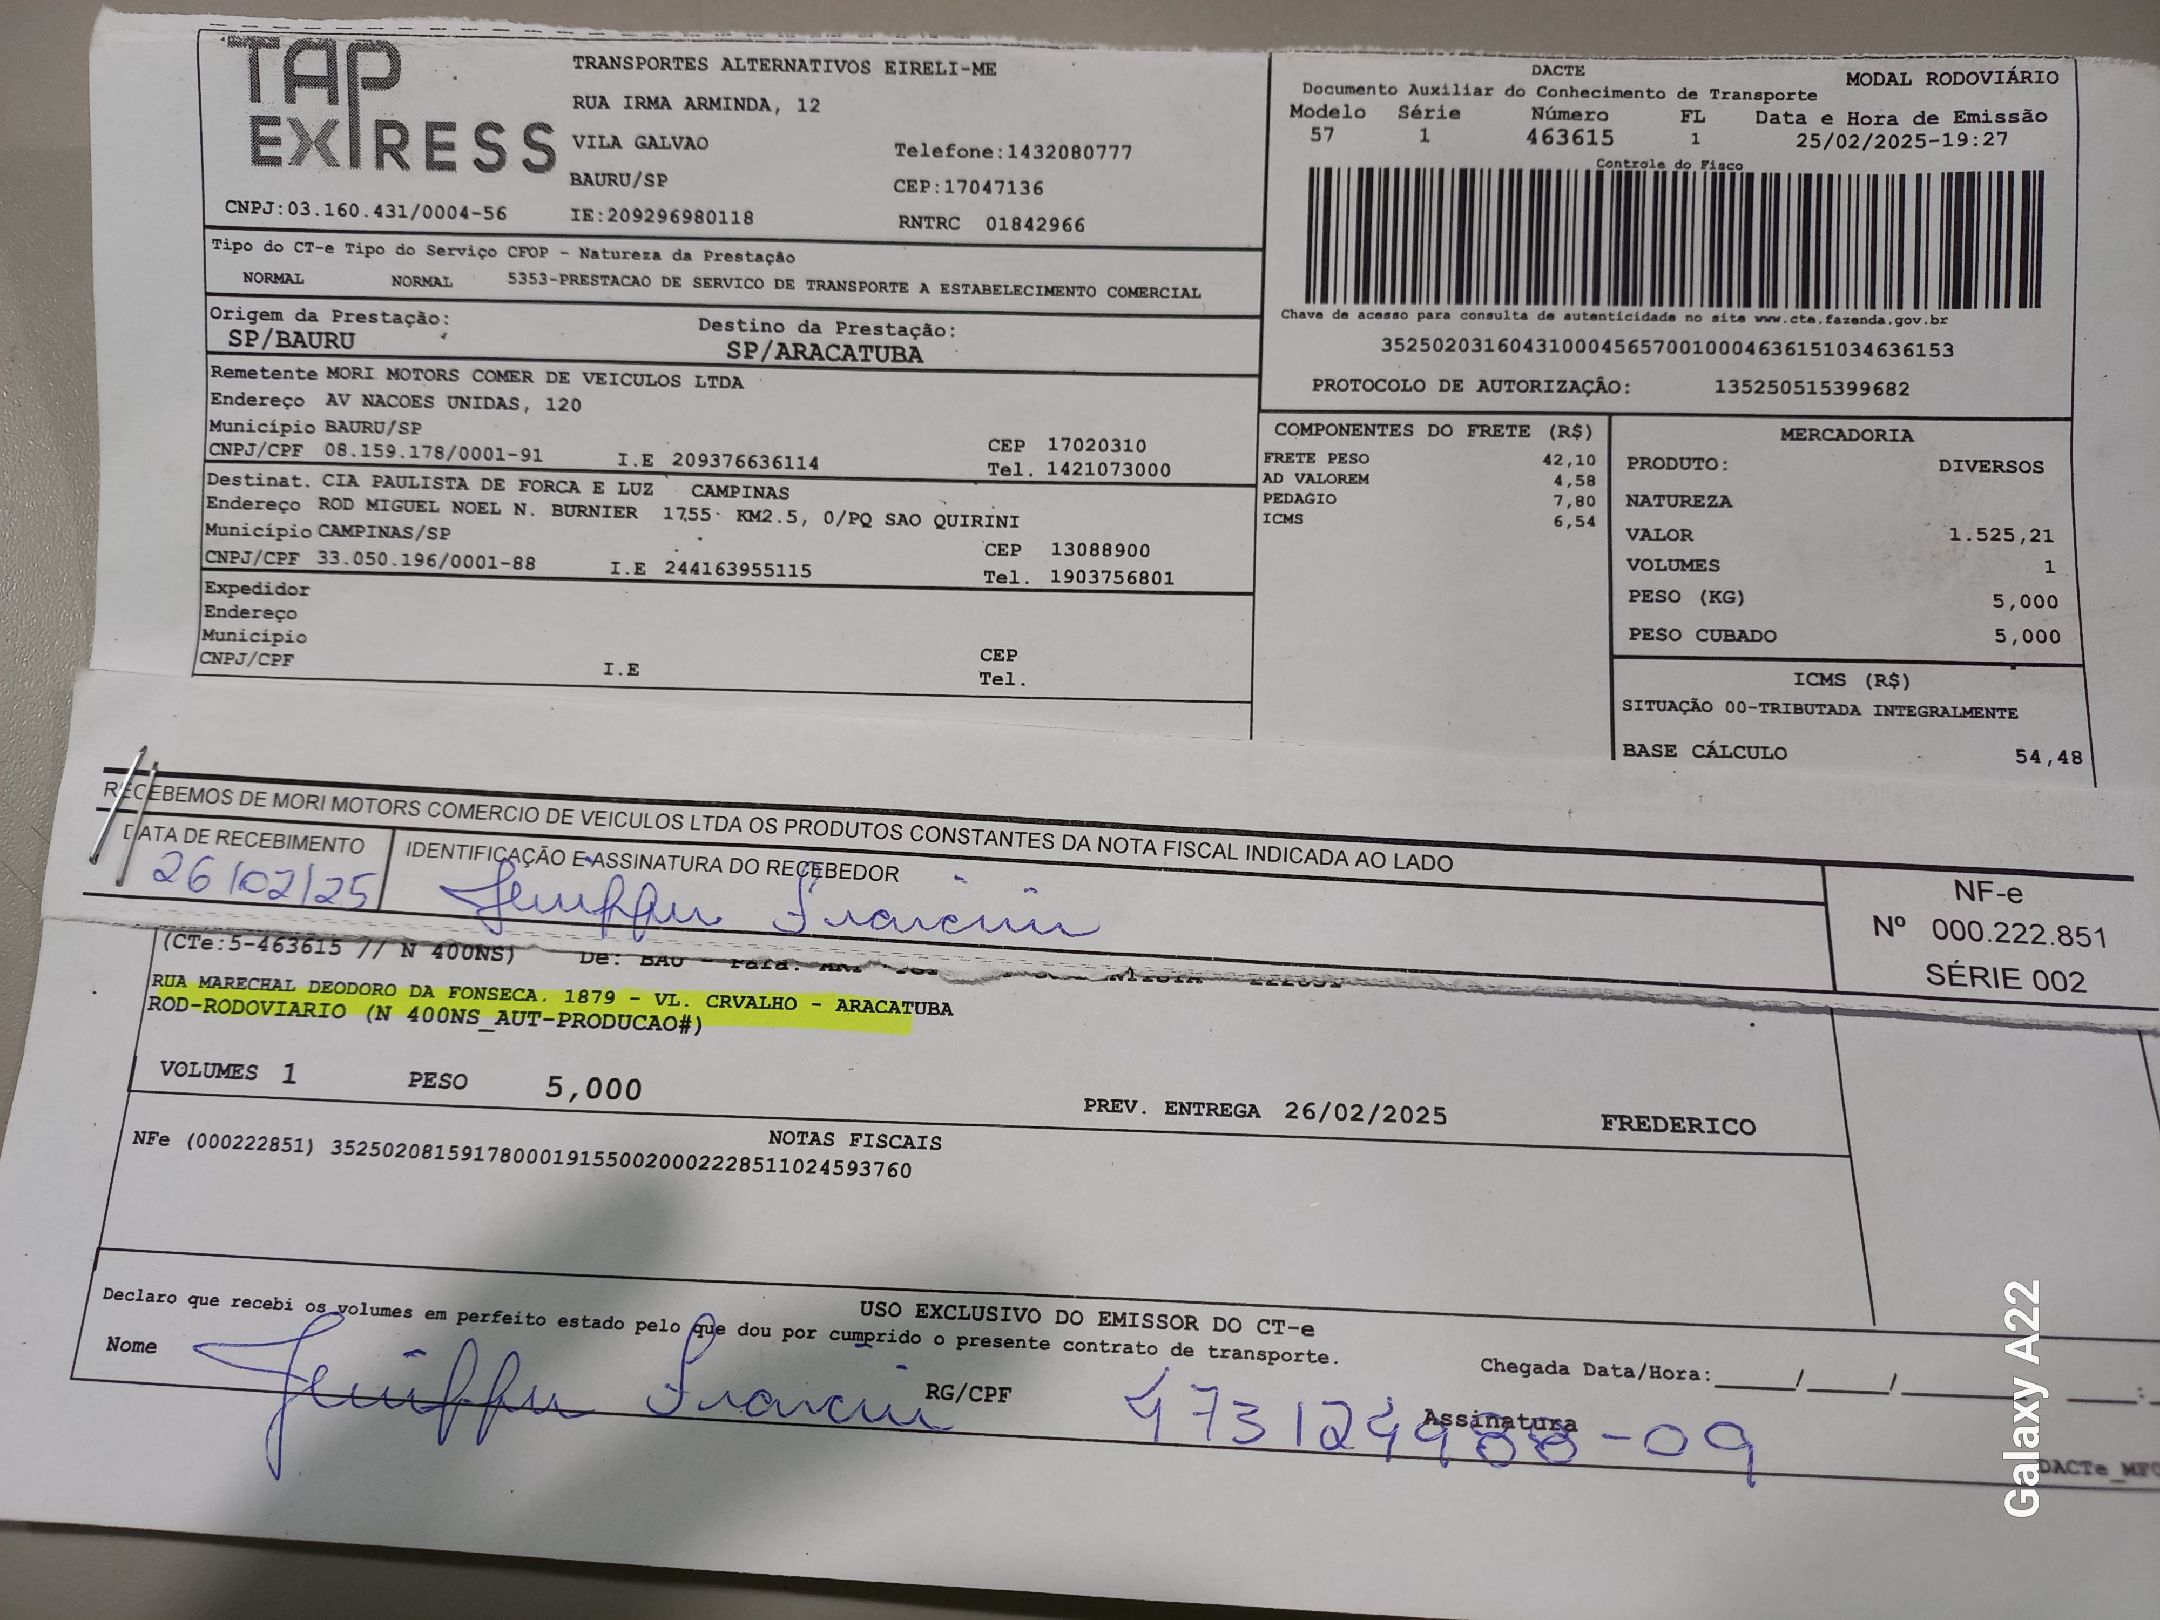 TAP EXPRESS
TRANSPORTES ALTERNATIVOS EIRELI-ME
RUA IRMA ARMINDA, 12
VILA GALVAO
Telefone:1432080777
BAURU/SP
CEP:17047136
CNPJ:03.160.431/0004-56 IE:209296980118 RNTRC 01842966
DACTE MODAL RODOVIÁRIO
Documento Auxiliar do Conhecimento de Transporte
Modelo Série Número FL Data e Hora de Emissão
57 1 463615 1 25/02/2025-19:27
Controle do Fisco
Chave de acesso para consulta de autenticidade no site www.cte.fazenda.gov.br
35250203160431000456570010004636151034636153
PROTOCOLO DE AUTORIZAÇÃO: 135250515399682
Tipo do CT-e Tipo do Serviço CFOP - Natureza da Prestação
NORMAL NORMAL 5353-PRESTACAO DE SERVICO DE TRANSPORTE A ESTABELECIMENTO COMERCIAL
Origem da Prestação: Destino da Prestação:
SP/BAURU SP/ARACATUBA
Remetente MORI MOTORS COMER DE VEICULOS LTDA
Endereço AV NACOES UNIDAS, 120
Município BAURU/SP CEP 17020310
CNPJ/CPF 08.159.178/0001-91 I.E 209376636114 Tel. 1421073000
Destinat. CIA PAULISTA DE FORCA E LUZ CAMPINAS
Endereço ROD MIGUEL NOEL N. BURNIER 1755 KM2.5, 0/PQ SAO QUIRINI
Município CAMPINAS/SP CEP 13088900
CNPJ/CPF 33.050.196/0001-88 I.E 244163955115 Tel. 1903756801
Expedidor
Endereço
Município CEP
CNPJ/CPF I.E Tel.
COMPONENTES DO FRETE (R$)
FRETE PESO 42,10
AD VALOREM 4,58
PEDAGIO 7,80
ICMS 6,54
MERCADORIA
PRODUTO: DIVERSOS
NATUREZA
VALOR 1.525,21
VOLUMES 1
PESO (KG) 5,000
PESO CUBADO 5,000
ICMS (R$)
SITUAÇÃO 00-TRIBUTADA INTEGRALMENTE
BASE CÁLCULO 54,48
RECEBEMOS DE MORI MOTORS COMERCIO DE VEICULOS LTDA OS PRODUTOS CONSTANTES DA NOTA FISCAL INDICADA AO LADO
DATA DE RECEBIMENTO IDENTIFICAÇÃO E ASSINATURA DO RECEBEDOR
26/02/25
NF-e
Nº 000.222.851
SÉRIE 002
(CTe:5-463615 // N 400NS) De: BAU - Para:
RUA MARECHAL DEODORO DA FONSECA. 1879 - VL. CRVALHO - ARACATUBA
ROD-RODOVIARIO (N 400NS_AUT-PRODUCAO#)
VOLUMES 1 PESO 5,000
PREV. ENTREGA 26/02/2025 FREDERICO
NOTAS FISCAIS
NFe (000222851) 35250208159178000191550020002228511024593760
USO EXCLUSIVO DO EMISSOR DO CT-e
Declaro que recebi os volumes em perfeito estado pelo que dou por cumprido o presente contrato de transporte.
Nome RG/CPF Assinatura
Chegada Data/Hora:____/____/____ __:
-09
DACTe
Galaxy A22